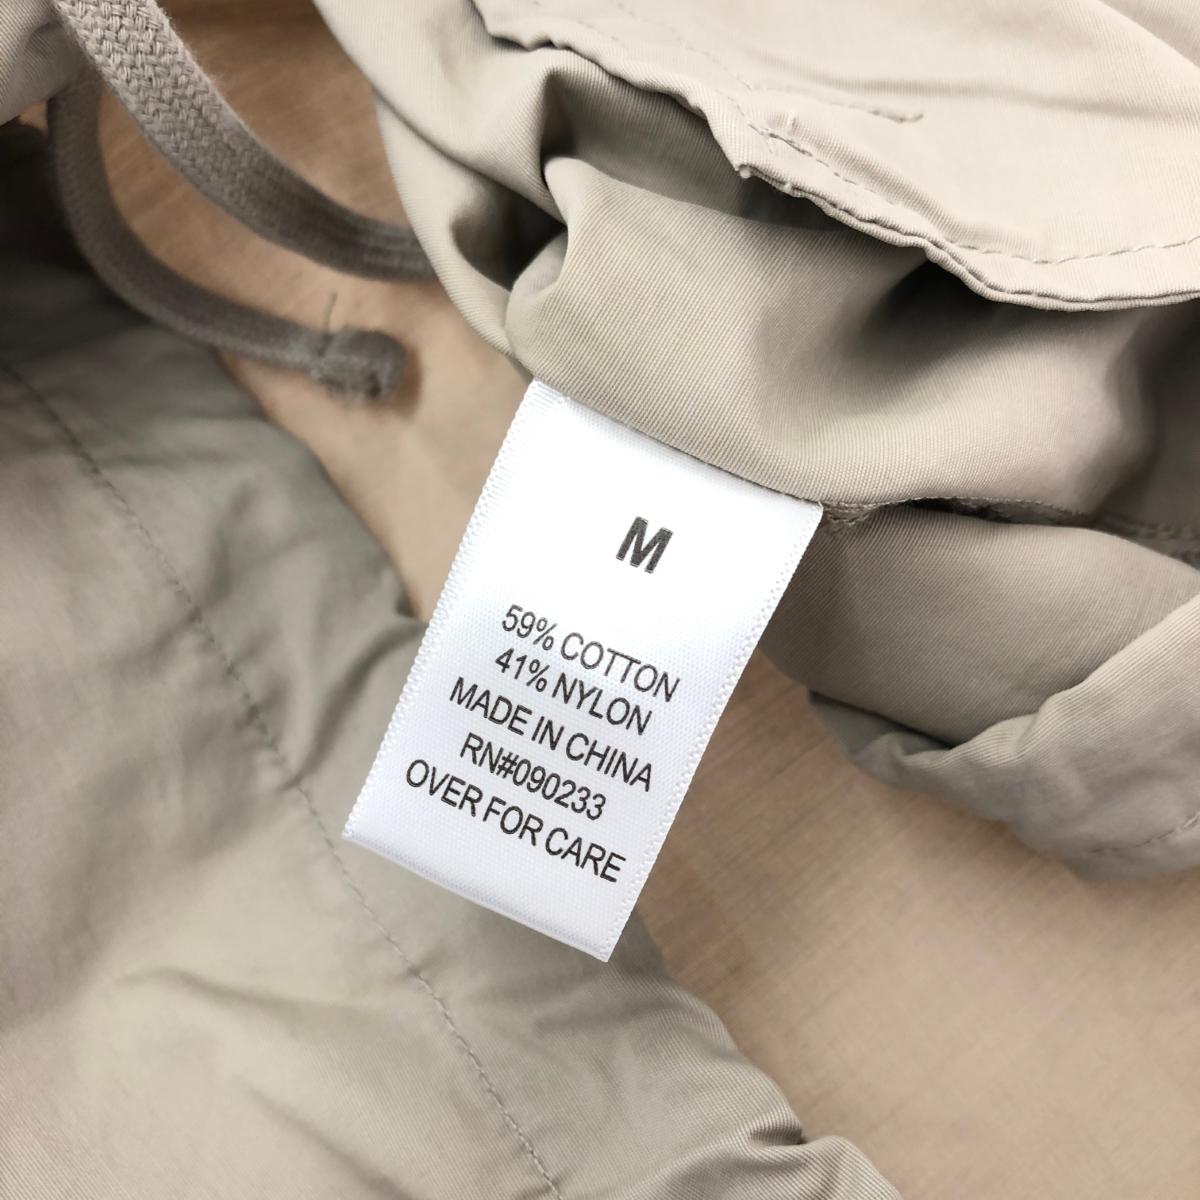 M
59% COTTON
41% NYLON
MADE IN CHINA
RN#090233
OVER FOR CARE